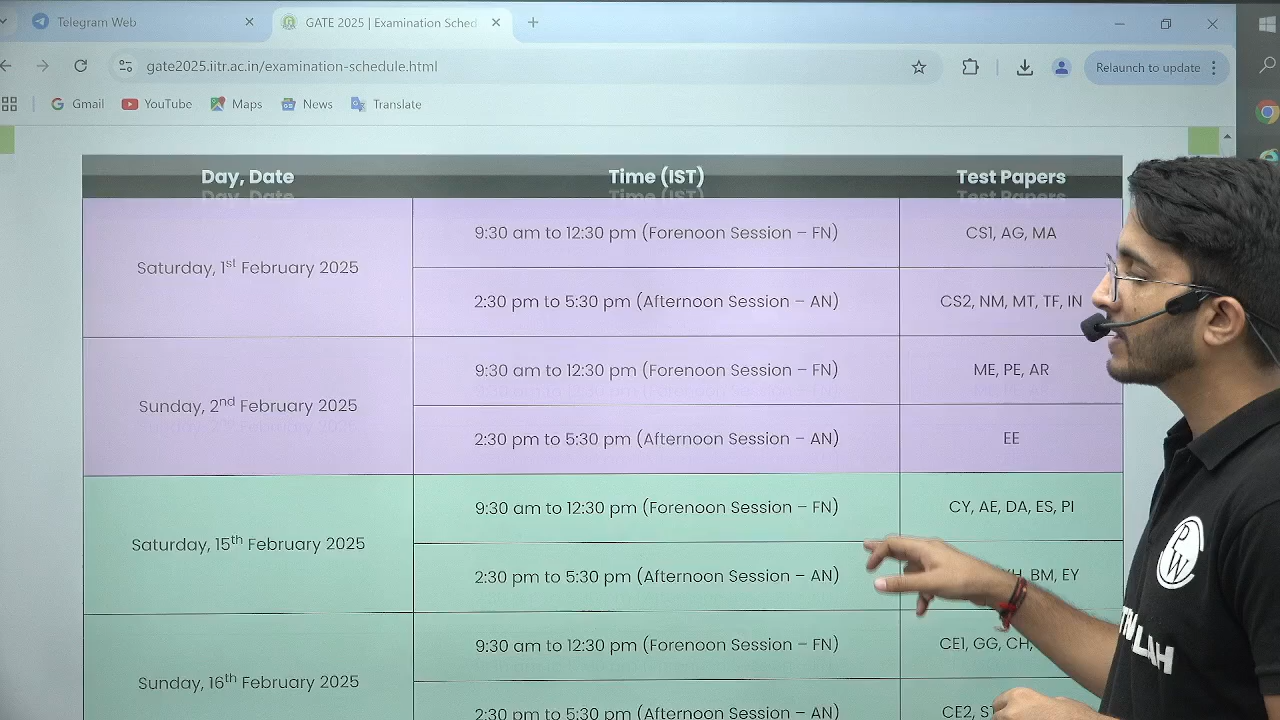 Telegram Web
GATE 2025 | Examination Sched
gate2025.iitr.ac.in/examination-schedule.html
Relaunch to update
Gmail
YouTube
Maps
News
Translate
Day, Date Time (IST) Test Papers
Saturday, 1st February 2025
9:30 am to 12:30 pm (Forenoon Session – FN) CS1, AG, MA
2:30 pm to 5:30 pm (Afternoon Session – AN) CS2, NM, MT, TF, IN
Sunday, 2nd February 2025
9:30 am to 12:30 pm (Forenoon Session – FN) ME, PE, AR
2:30 pm to 5:30 pm (Afternoon Session – AN) EE
Saturday, 15th February 2025
9:30 am to 12:30 pm (Forenoon Session – FN) CY, AE, DA, ES, PI
2:30 pm to 5:30 pm (Afternoon Session – AN) BM, EY
Sunday, 16th February 2025
9:30 am to 12:30 pm (Forenoon Session – FN) CE1, GG, CH,
2:30 pm to 5:30 pm (Afternoon Session – AN) CE2,
PW